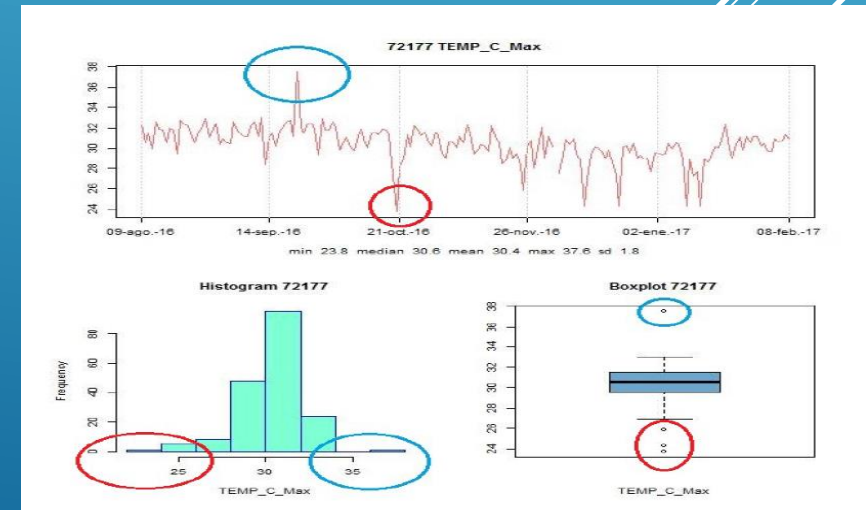 72177 TEMP_C_Max
38
36
34
32
30
28
26
24
09-ago.-16 14-sep.-16 21-oct.-16 26-nov.-16 02-ene.-17 08-feb.-17
min 23.8 median 30.6 mean 30.4 max 37.6 sd 1.8
Histogram 72177
Frequency
80
60
40
20
0
25 30 35
TEMP_C_Max
Boxplot 72177
38
36
34
32
30
28
26
24
TEMP_C_Max